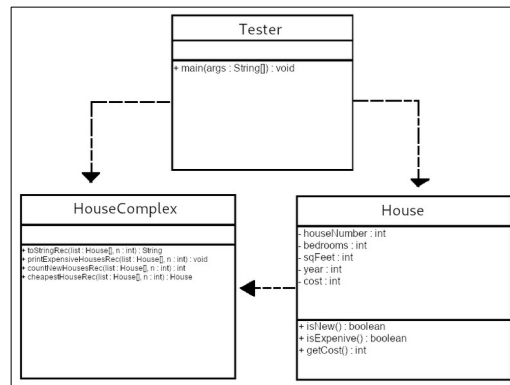 Tester
+ main(args : String[]) : void
HouseComplex
+ toStringRec(list : House[], n : int) : String
+ printExpensiveHousesRec(list : House[], n : int) : void
+ countNewHousesRec(list : House[], n : int) : int
+ cheapestHouseRec(list : House[], n : int) : House
House
- houseNumber : int
- bedrooms : int
- sqFeet : int
- year : int
- cost : int
+ isNew() : boolean
+ isExpenive() : boolean
+ getCost() : int